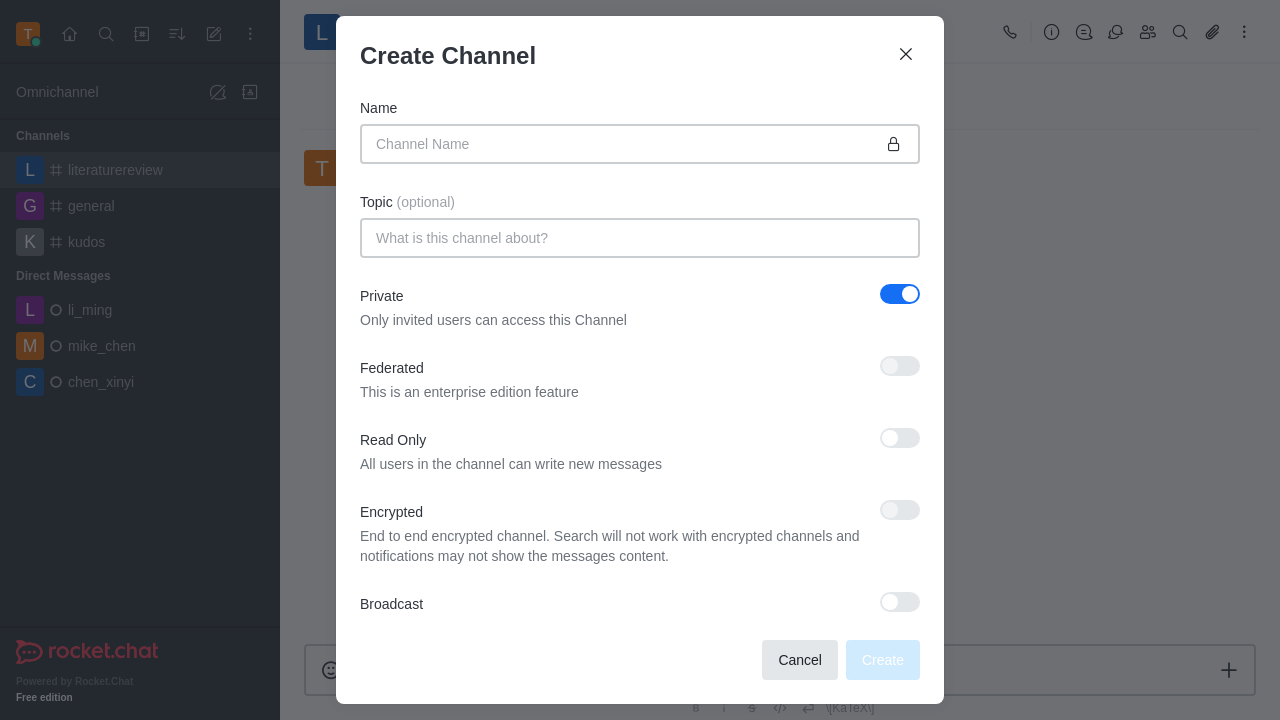 T
Omnichannel
Channels
L literaturereview
G general
K kudos
Direct Messages
L li_ming
M mike_chen
C chen_xinyi
rocket.chat
Powered by Rocket.Chat
Free edition
L
T
Create Channel
Name
Channel Name
Topic (optional)
What is this channel about?
Private
Only invited users can access this Channel
Federated
This is an enterprise edition feature
Read Only
All users in the channel can write new messages
Encrypted
End to end encrypted channel. Search will not work with encrypted channels and
notifications may not show the messages content.
Broadcast
Cancel Create
\[KaTeX\]